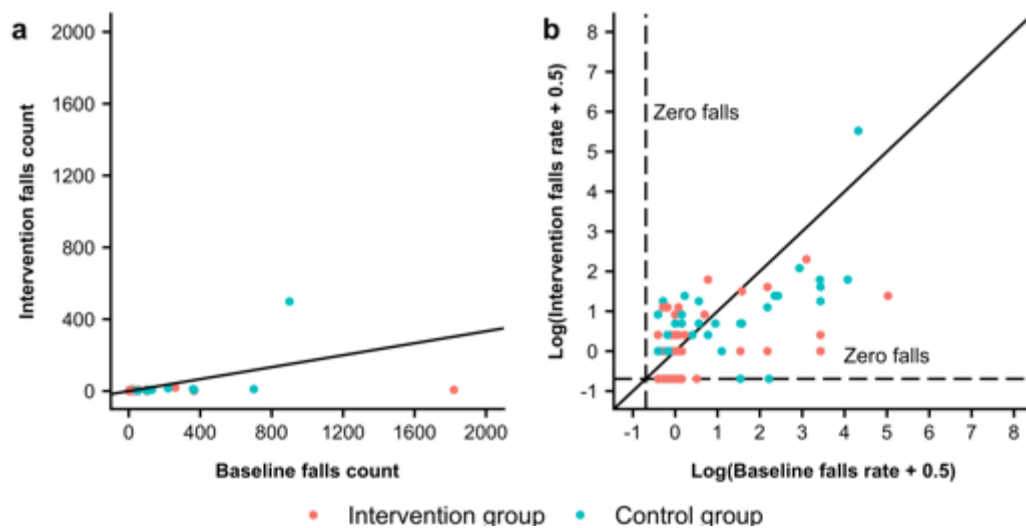 a
2000
1600
1200
800
400
0
Intervention falls count
0 400 800 1200 1600 2000
Baseline falls count
b
8
7
6
5
4
3
2
1
0
-1
Log(Intervention falls rate + 0.5)
Zero falls
Zero falls
-1 0 1 2 3 4 5 6 7 8
Log(Baseline falls rate + 0.5)
Intervention group Control group